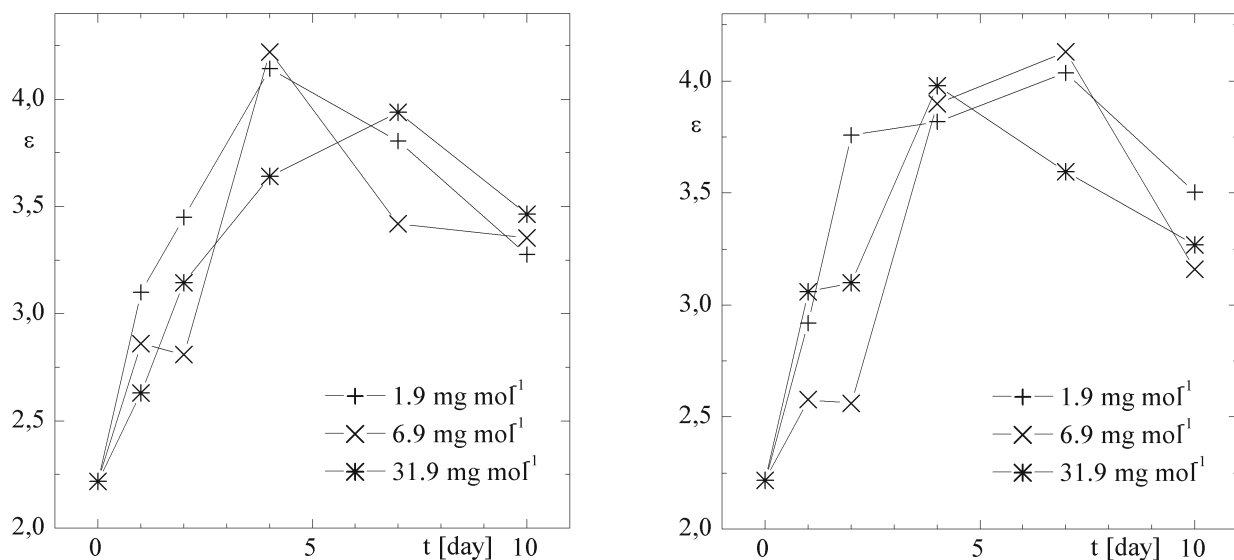 4,0
ε
3,5
3,0
2,5
2,0
0
5
t [day]
10
1.9 mg mol⁻¹
6.9 mg mol⁻¹
31.9 mg mol⁻¹
4,0
ε
3,5
3,0
2,5
2,0
0
5
t [day]
10
1.9 mg mol⁻¹
6.9 mg mol⁻¹
31.9 mg mol⁻¹